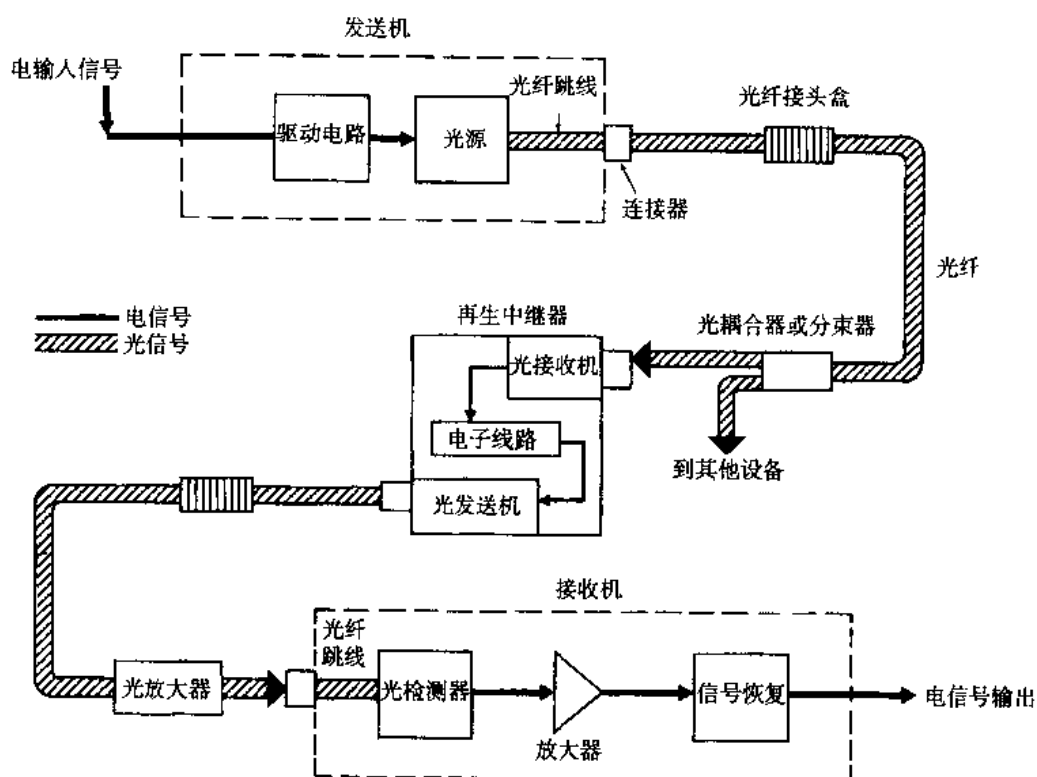 发送机
电输入信号
驱动电路
光源
光纤跳线
连接器
光纤接头盒
光纤
电信号
光信号
再生中继器
光耦合器或分束器
光接收机
电子线路
光发送机
到其他设备
接收机
光纤
跳线
光放大器
光检测器
放大器
信号恢复
电信号输出